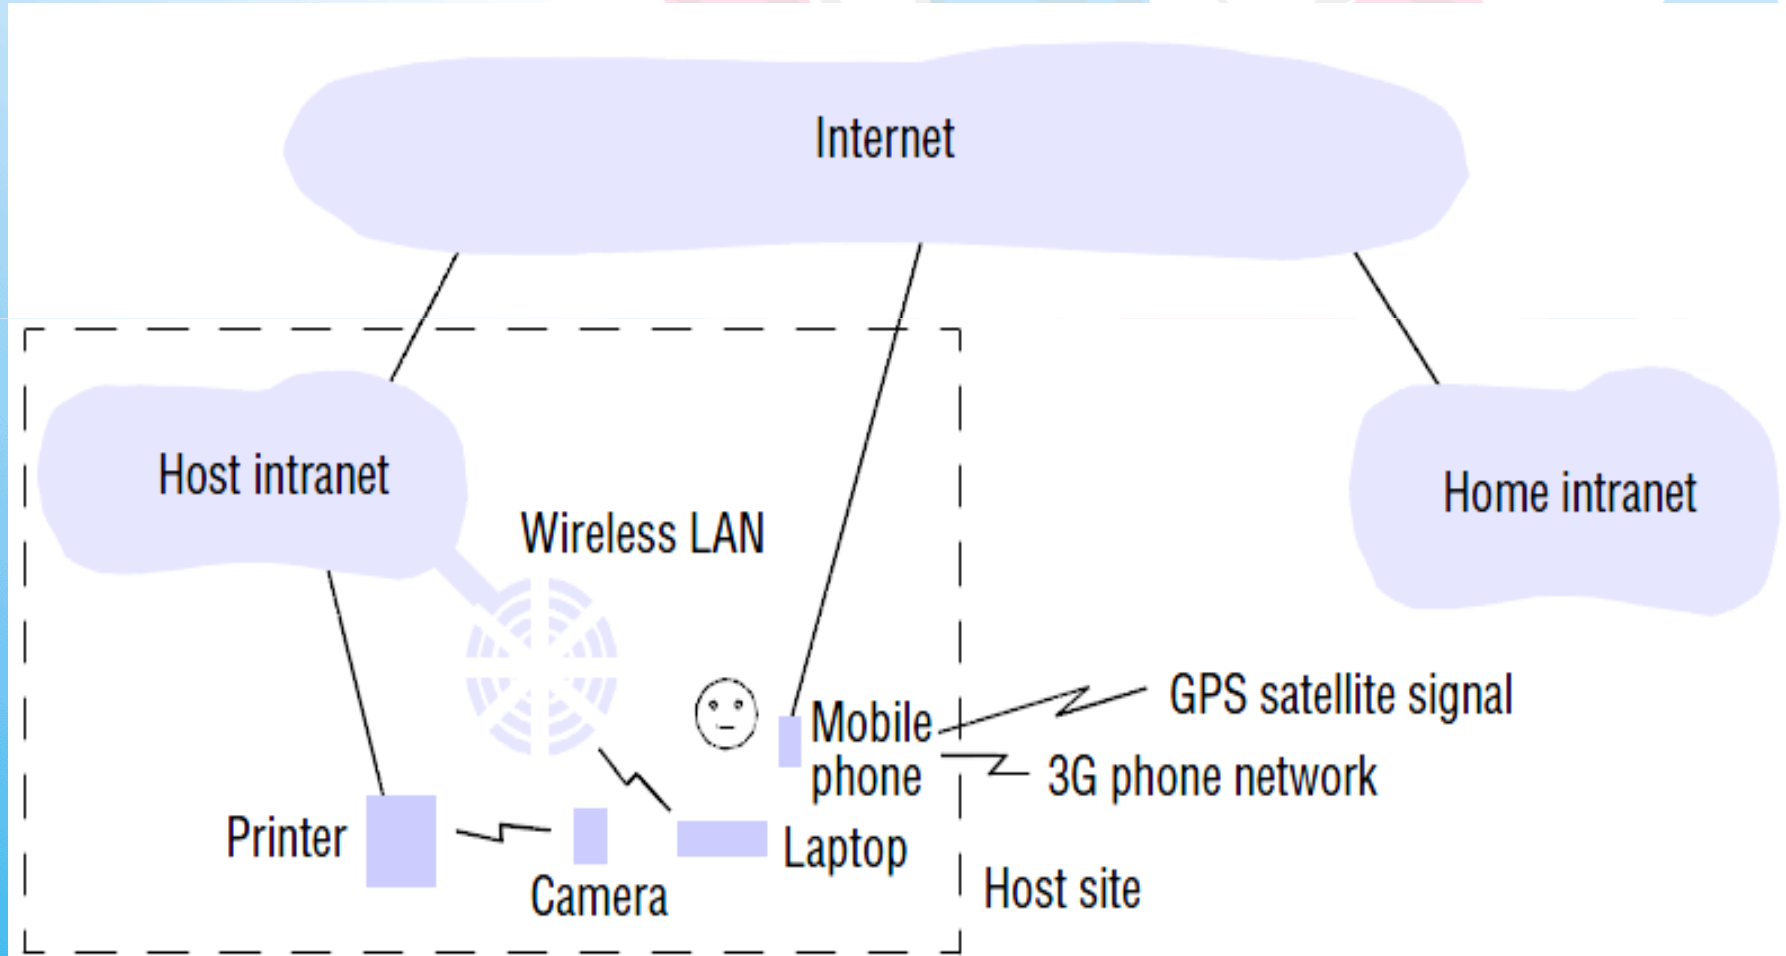 Internet
Host intranet
Home intranet
Wireless LAN
GPS satellite signal
Mobile
phone
3G phone network
Printer
Laptop
Camera
Host site